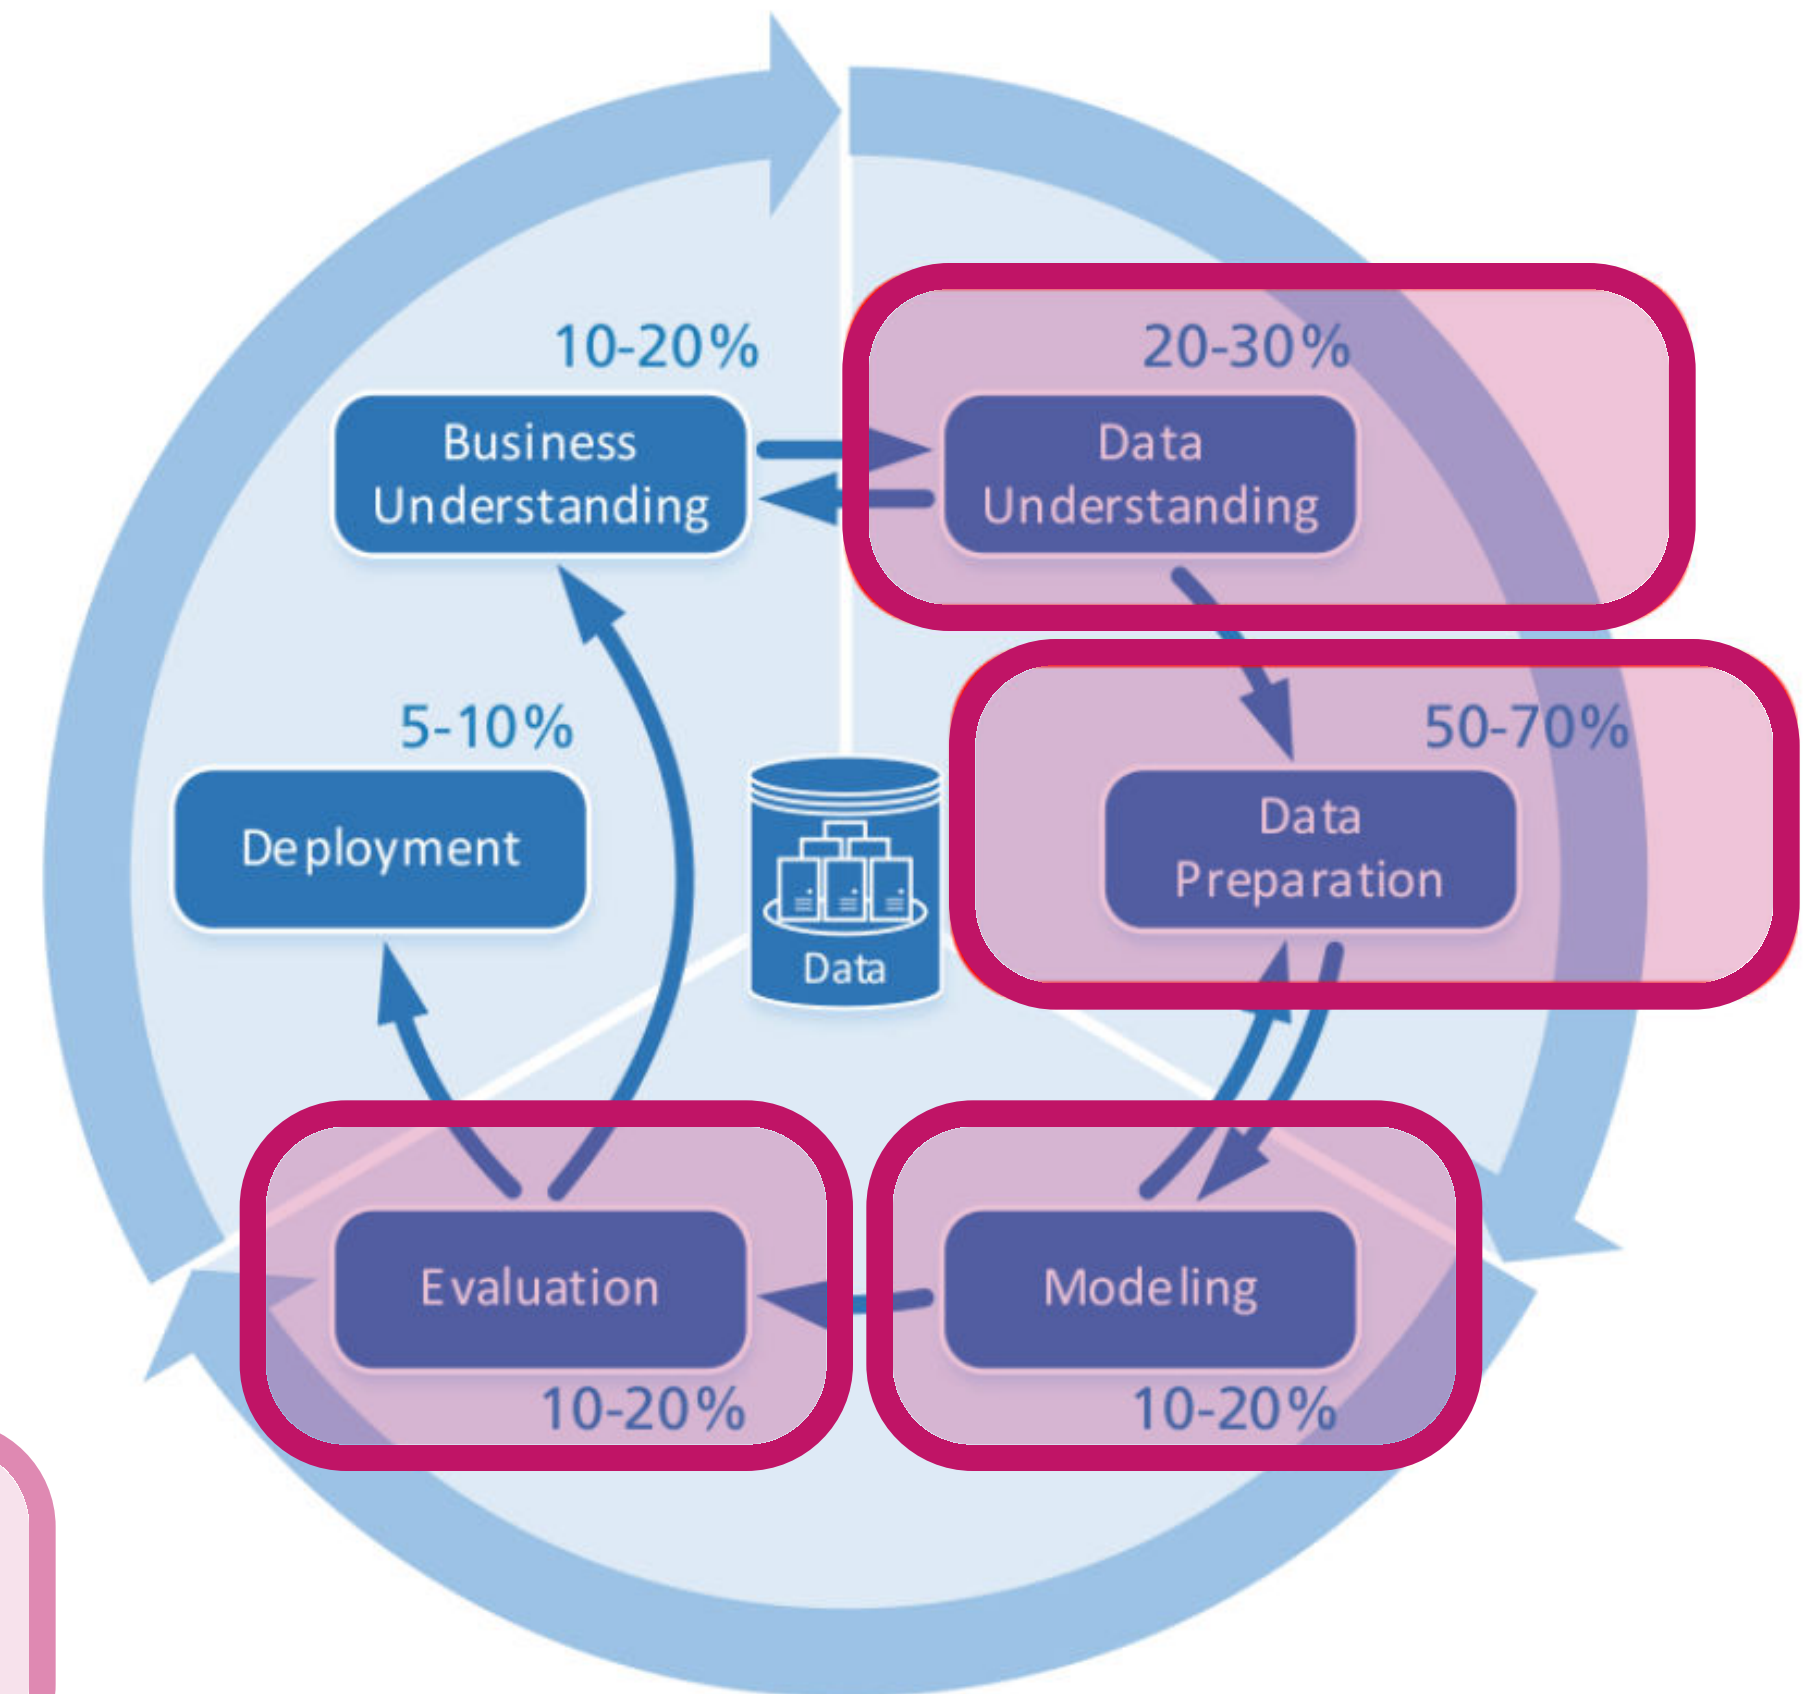 10-20%
Business
Understanding
20-30%
Data
Understanding
5-10%
Deployment
50-70%
Data
Preparation
Data
Evaluation
10-20%
Modeling
10-20%